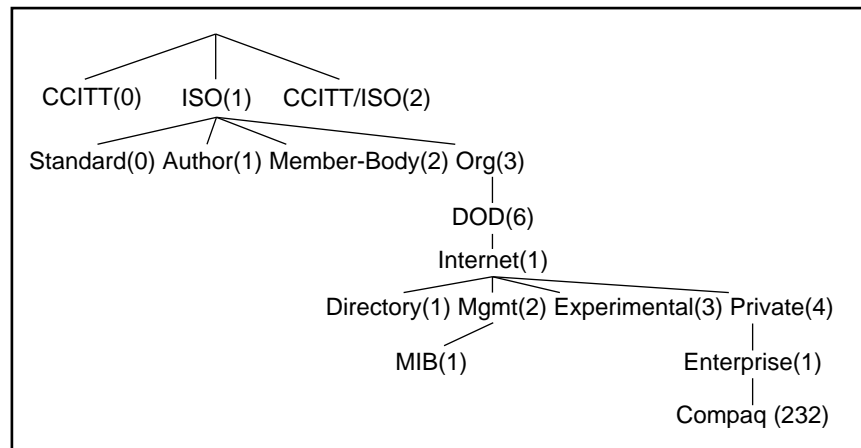 CCITT(0) ISO(1) CCITT/ISO(2)
Standard(0) Author(1) Member-Body(2) Org(3)
DOD(6)
Internet(1)
Directory(1) Mgmt(2) Experimental(3) Private(4)
MIB(1) Enterprise(1)
Compaq (232)